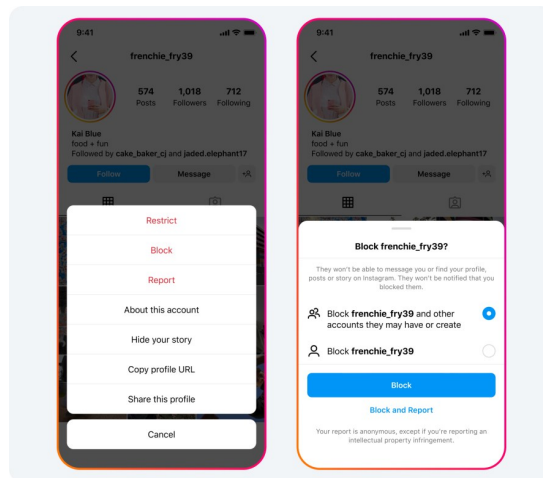 9:41
frenchie_fry39
574 1,018 712
Posts Followers Following
Kai Blue
food + fun
Followed by cake_baker_cj and jaded.elephant17
Follow Message
Restrict
Block
Report
About this account
Hide your story
Copy profile URL
Share this profile
Cancel
9:41
frenchie_fry39
574 1,018 712
Posts Followers Following
Kai Blue
food + fun
Followed by cake_baker_cj and jaded.elephant17
Follow Message
Block frenchie_fry39?
They won't be able to message you or find your profile,
posts or story on Instagram. They won't be notified that you
blocked them.
Block frenchie_fry39 and other
accounts they may have or create
Block frenchie_fry39
Block
Block and Report
Your report is anonymous, except if you're reporting an
intellectual property infringement.